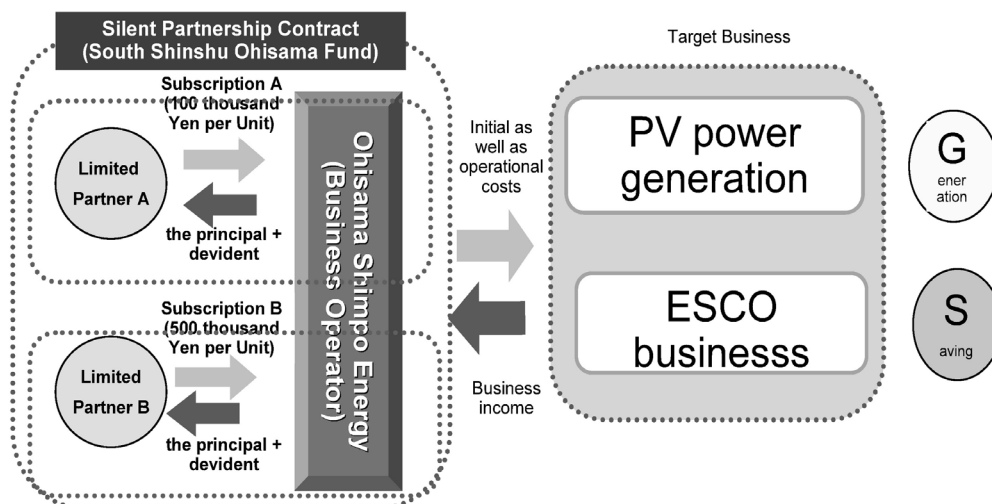 Silent Partnership Contract
(South Shinshu Ohisama Fund)
Subscription A
(100 thousand
Yen per Unit)
Limited
Partner A
the principal +
devident
Subscription B
(500 thousand
Yen per Unit)
Limited
Partner B
the principal +
devident
Ohisama Shimpo Energy
(Business Operator)
Initial as
well as
operational
costs
Business
income
Target Business
PV power
generation
ESCO
businesss
G
ener
ation
S
aving